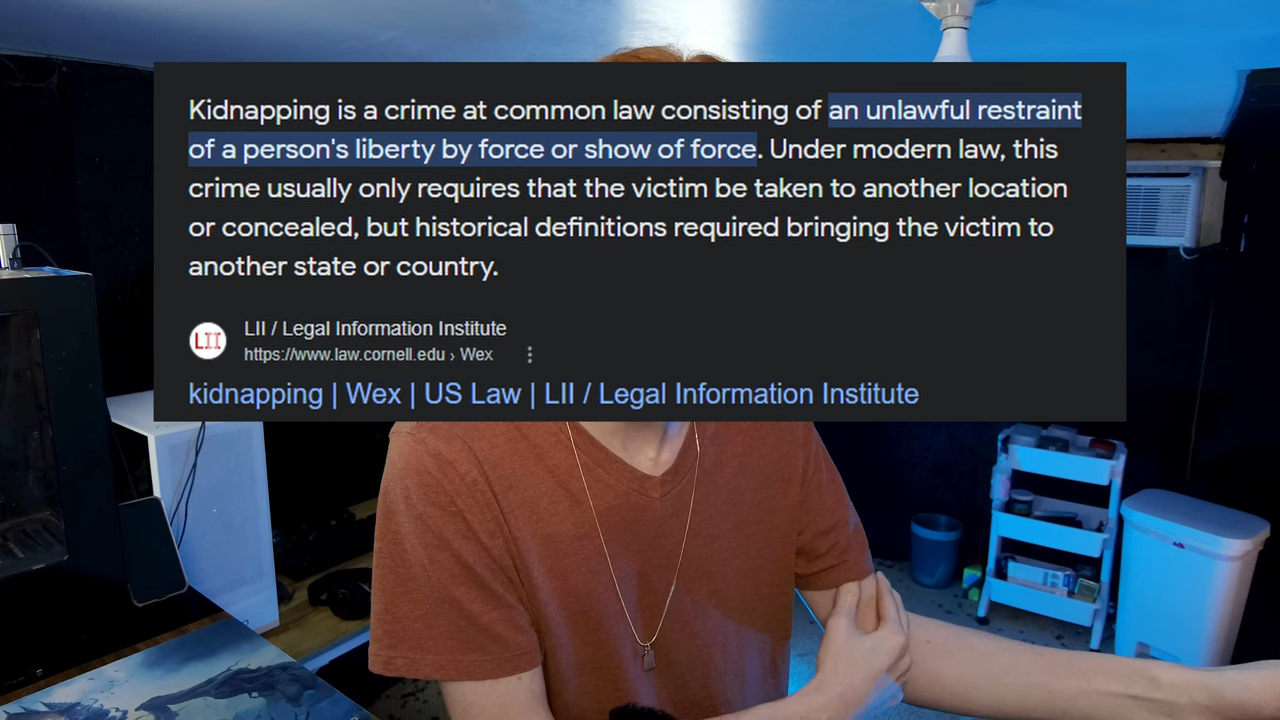 Kidnapping is a crime at common law consisting of an unlawful restraint
of a person's liberty by force or show of force. Under modern law, this
crime usually only requires that the victim be taken to another location
or concealed, but historical definitions required bringing the victim to
another state or country.
LII
LII / Legal Information Institute
https://www.law.cornell.edu › Wex
kidnapping | Wex | US Law | LII / Legal Information Institute